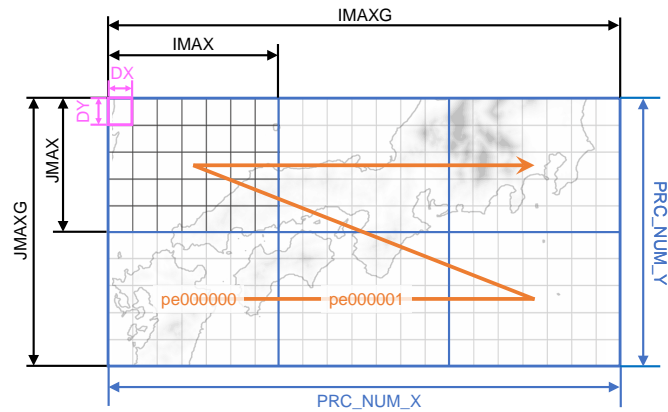 IMAXG
IMAX
DX
DY
JMAX
JMAXG
PRC_NUM_Y
pe000000
pe000001
PRC_NUM_X